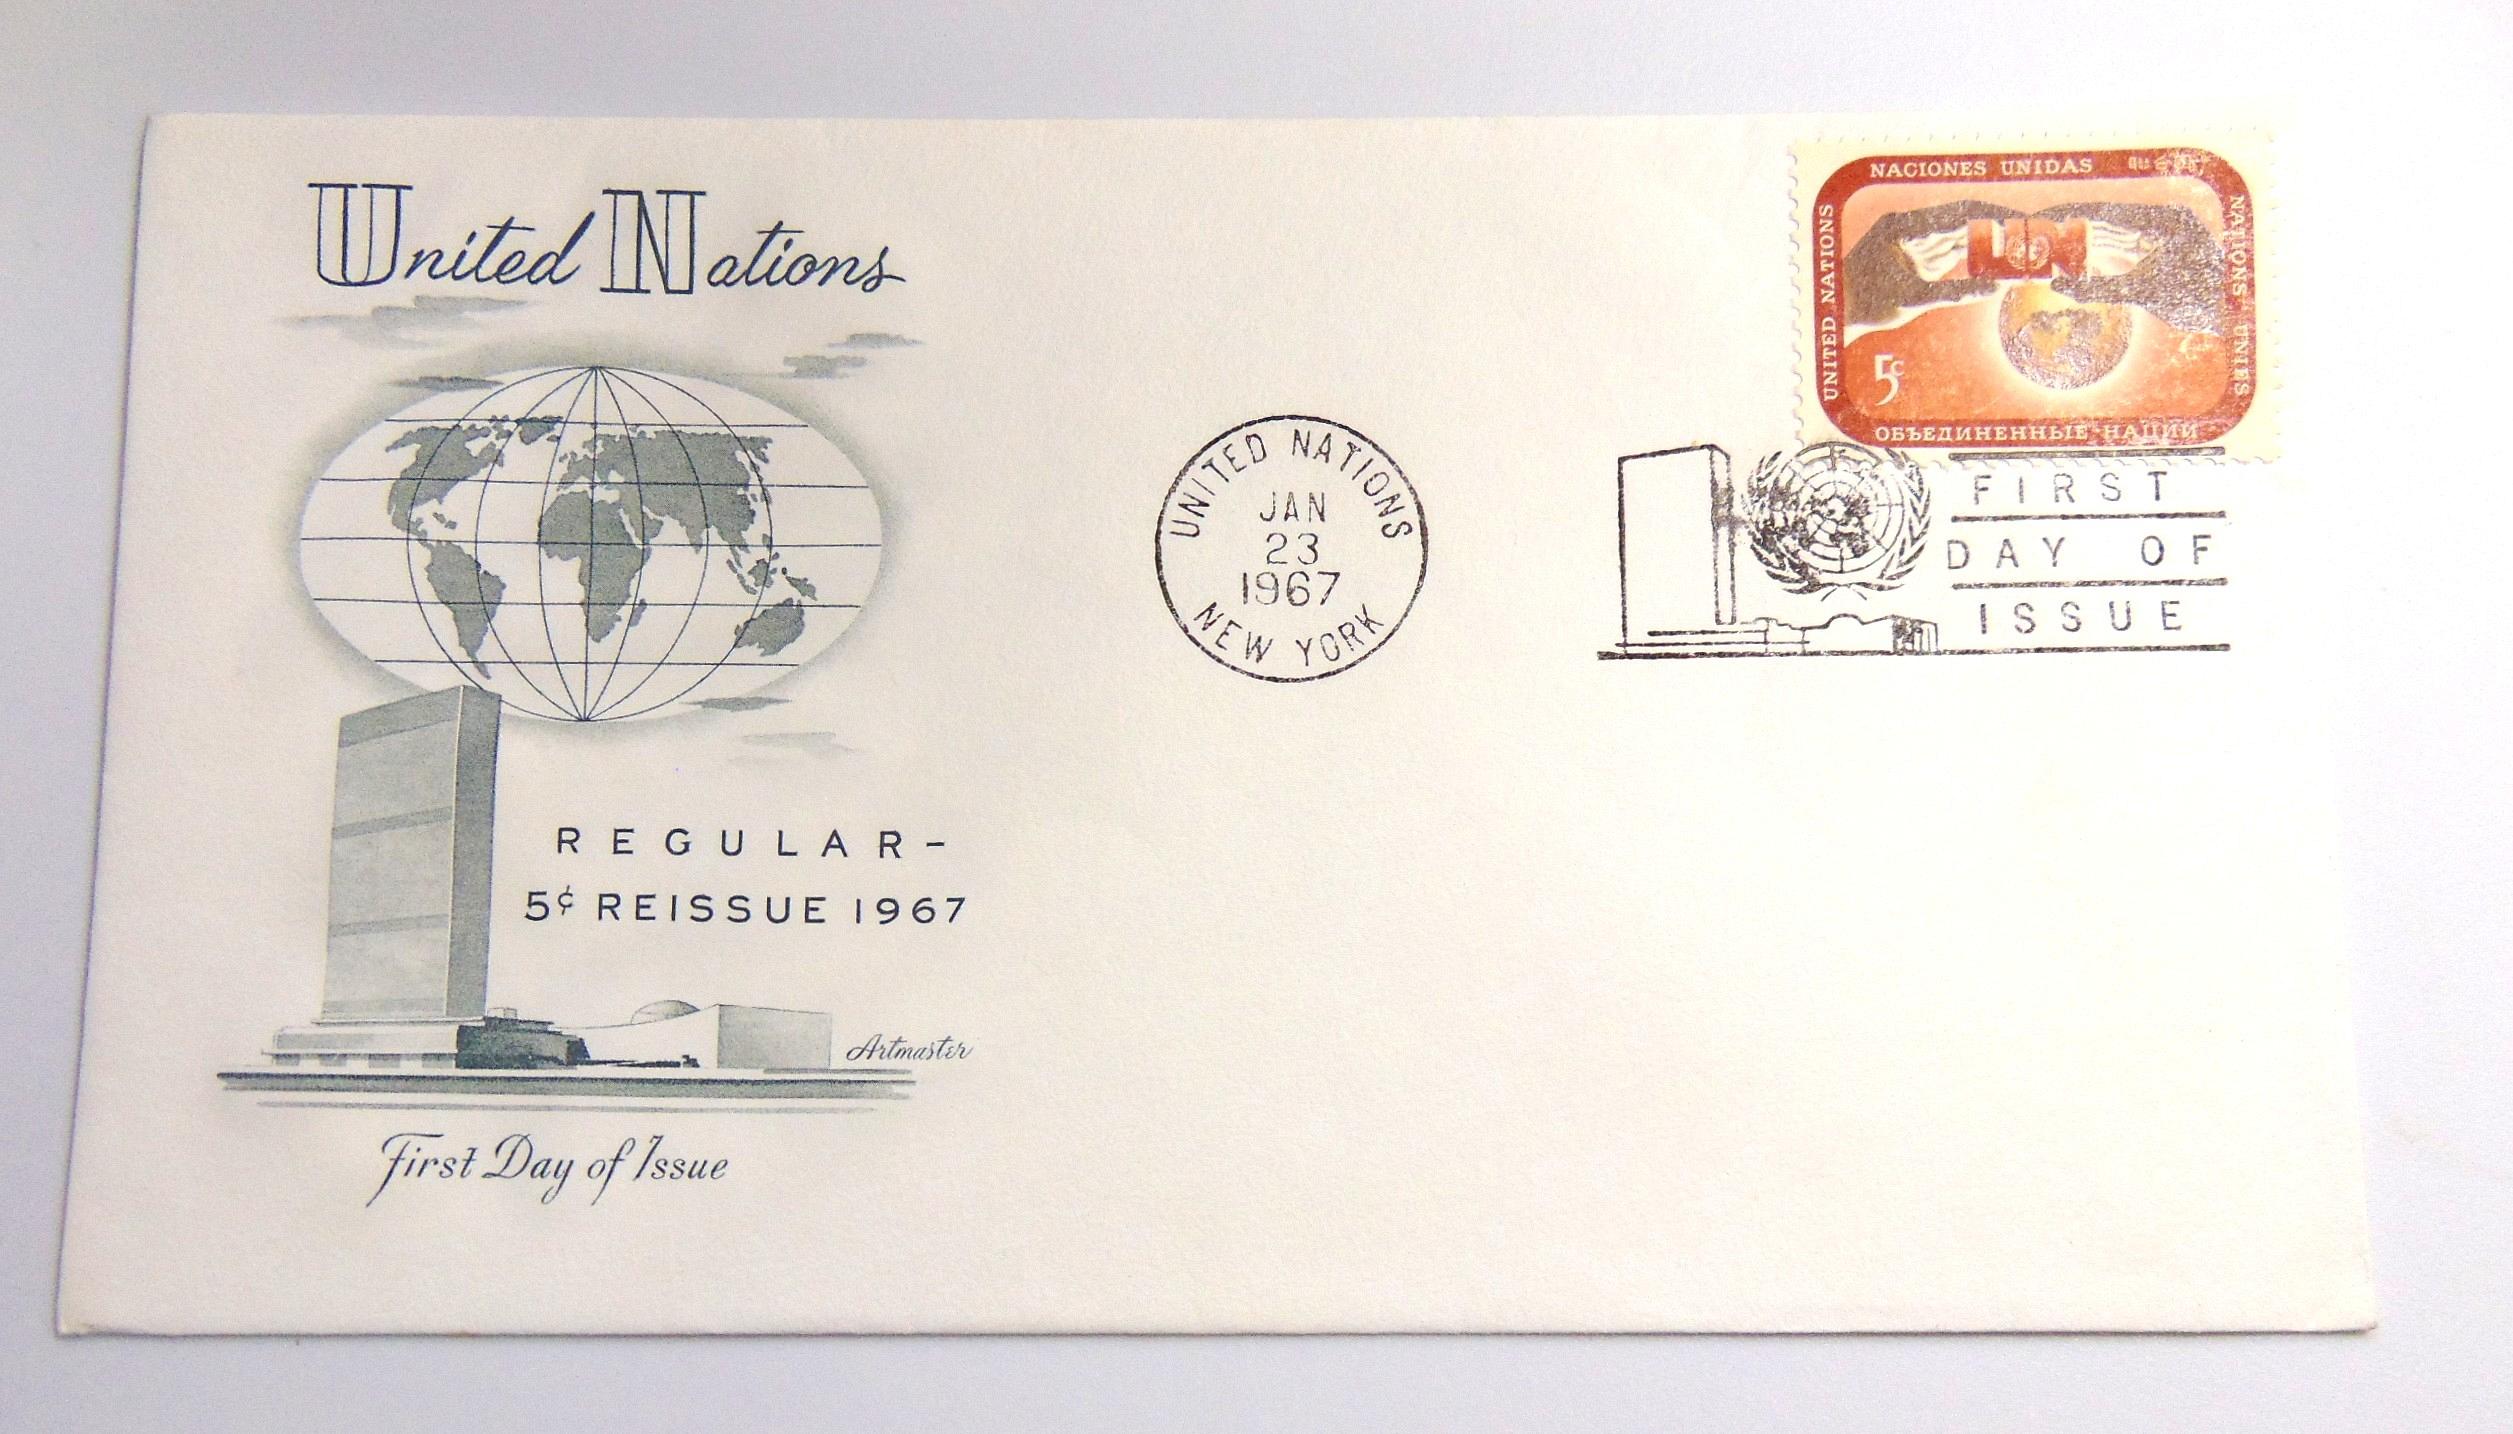 United Nations
REGULAR-
5¢ REISSUE 1967
Artmaster
First Day of Issue
UNITED NATIONS
JAN
23
1967
NEW YORK
NACIONES UNIDAS
UNITED NATIONS
NATIONS UNIES
UN
5c
ОБЪЕДИНЕННЫЕ НАЦИИ
FIRST
DAY OF
ISSUE